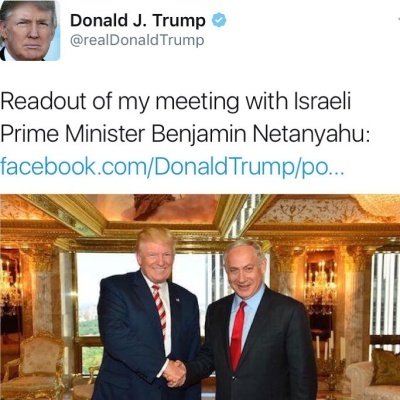 Donald J. Trump
@realDonaldTrump
Readout of my meeting with Israeli
Prime Minister Benjamin Netanyahu:
facebook.com/DonaldTrump/po...